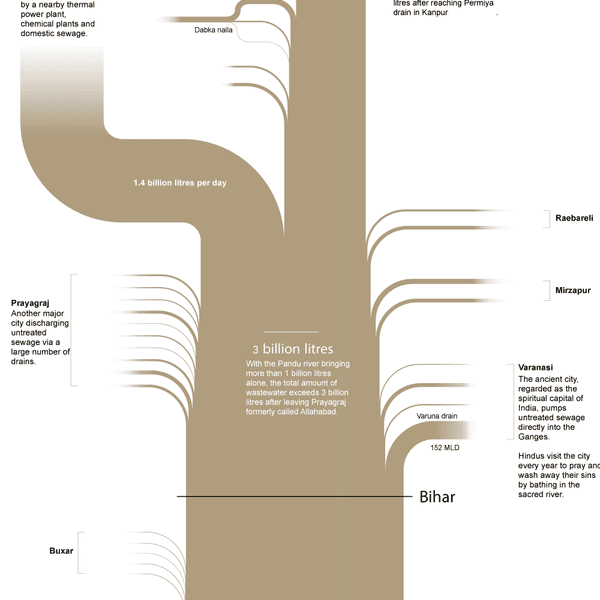 by a nearby thermal
power plant,
chemical plants and
domestic sewage.
Dabka nalla
litres after reaching Permiya
drain in Kanpur
1.4 billion litres per day
Raebareli
Mirzapur
Prayagraj
Another major
city discharging
untreated
sewage via a
large number of
drains.
3 billion litres
With the Pandu river bringing
more than 1 billion litres
alone, the total amount of
wastewater exceeds 3 billion
litres after leaving Prayagraj
formerly called Allahabad.
Varanasi
The ancient city,
regarded as the
spiritual capital of
India, pumps
untreated sewage
directly into the
Ganges.
Hindus visit the city
every year to pray and
wash away their sins
by bathing in the
sacred river.
Varuna drain
152 MLD
Bihar
Buxar